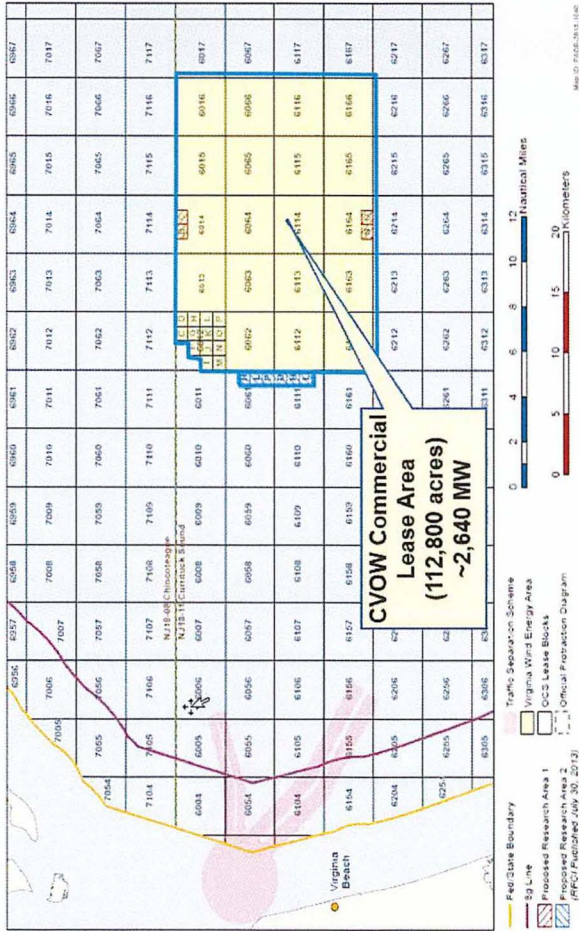 6956 6957 6958 6959 6960 6961 6962 6963 6964 6965 6966 6967
7005 7006 7007 7008 7009 7010 7011 7012 7013 7014 7015 7016 7017
7054 7055 7056 7057 7058 7059 7060 7061 7062 7063 7064 7065 7066 7067
7104 7105 7106 7107 7108 7109 7110 7111 7112 7113 7114 7115 7116 7117
NJ18-08 Chincoteague
NJ18-11 Currituck Sound
6004 6005 6006 6007 6008 6009 6010 6011 6013 6014 6015 6016 6017
C D
G H
I J K L
M N O P
6054 6055 6056 6057 6058 6059 6060 6061 6062 6063 6064 6065 6066 6067
6104 6105 6106 6107 6108 6109 6110 6111 6112 6113 6114 6115 6116 6117
6154 6155 6156 6157 6158 6159 6160 6161 6163 6164 6165 6166 6167
Virginia
Beach
CVOW Commercial
Lease Area
(112,800 acres)
~2,640 MW
6204 6205 6206 6212 6213 6214 6215 6216 6217
6255 6256 6261 6262 6263 6264 6265 6266 6267
6305 6306 6311 6312 6313 6314 6315 6316 6317
Fed/State Boundary
8g Line
Proposed Research Area 1
Proposed Research Area 2
(RFCI Published July 30, 2013)
Traffic Separation Scheme
Virginia Wind Energy Area
OCS Lease Blocks
Official Protraction Diagram
0 2 4 6 8 10 12
Nautical Miles
0 5 10 15 20
Kilometers